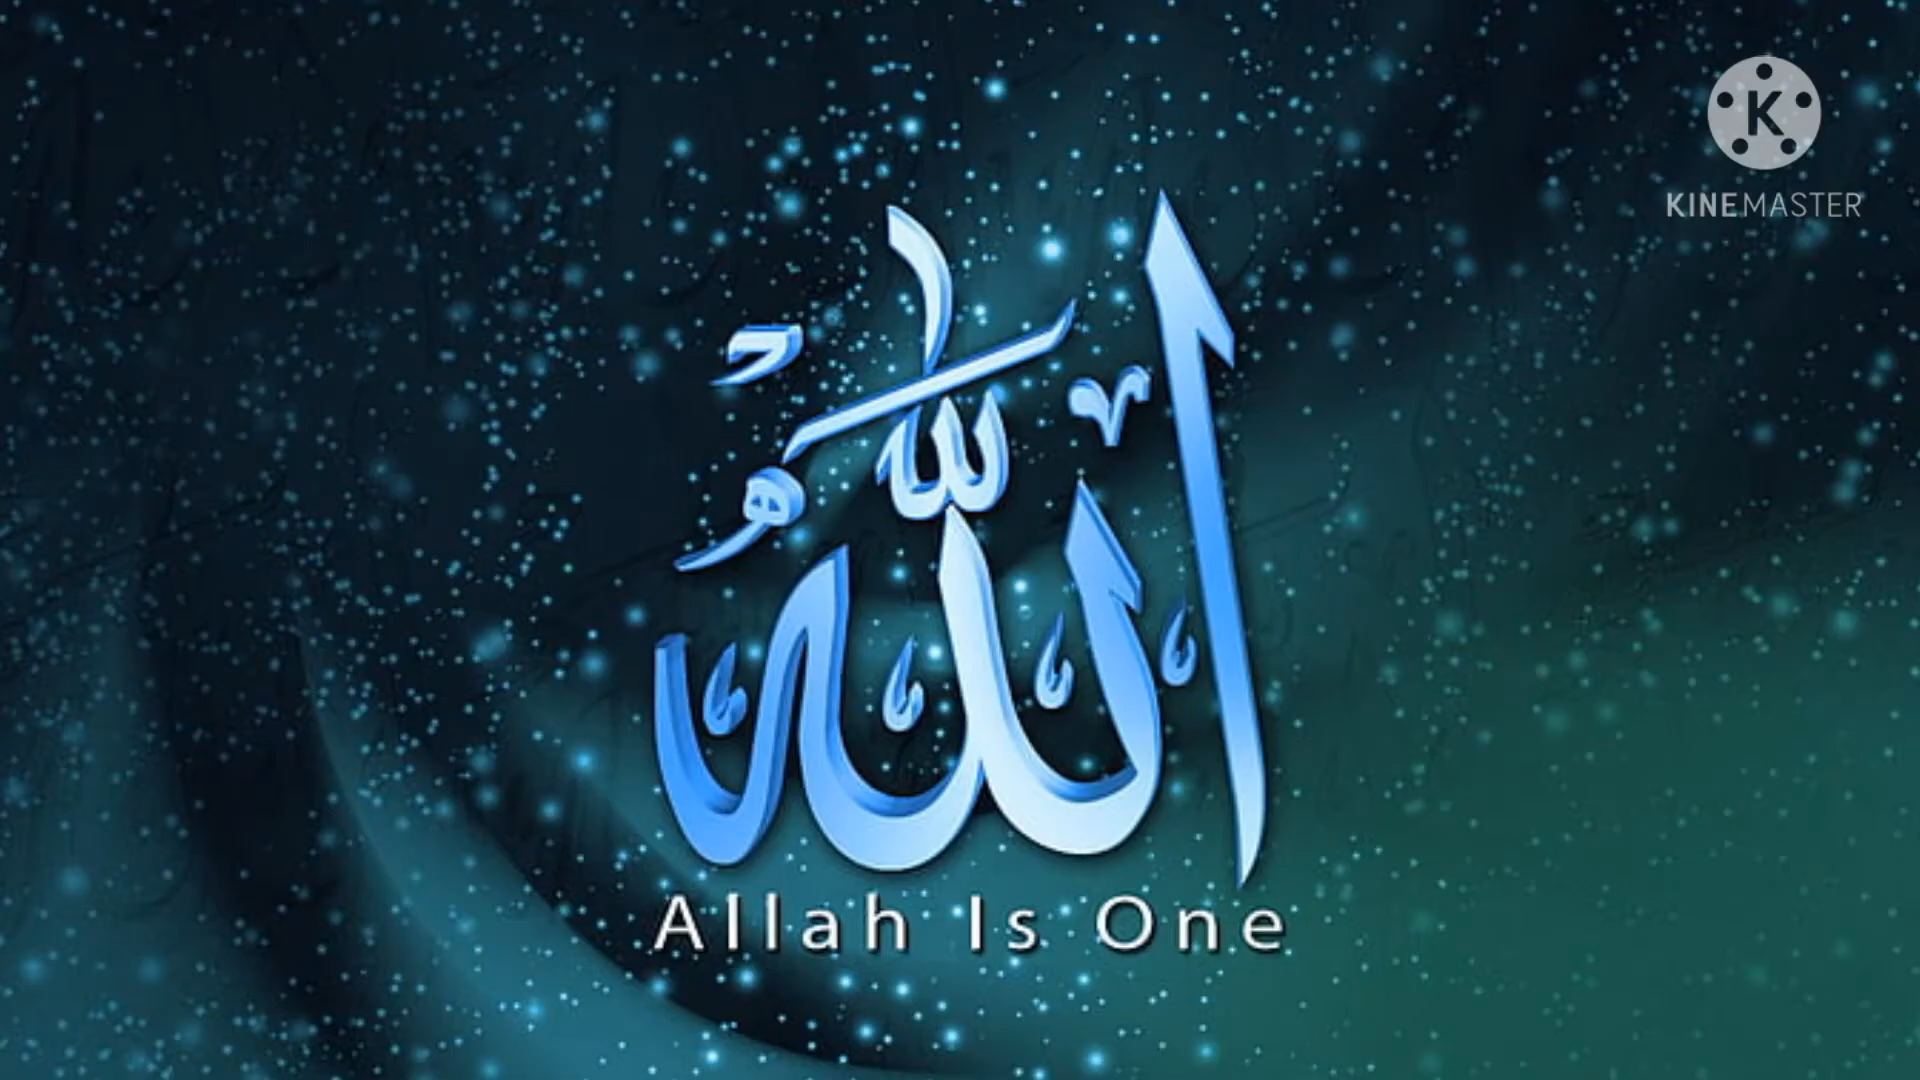 K
KINEMASTER
الله
Allah Is One